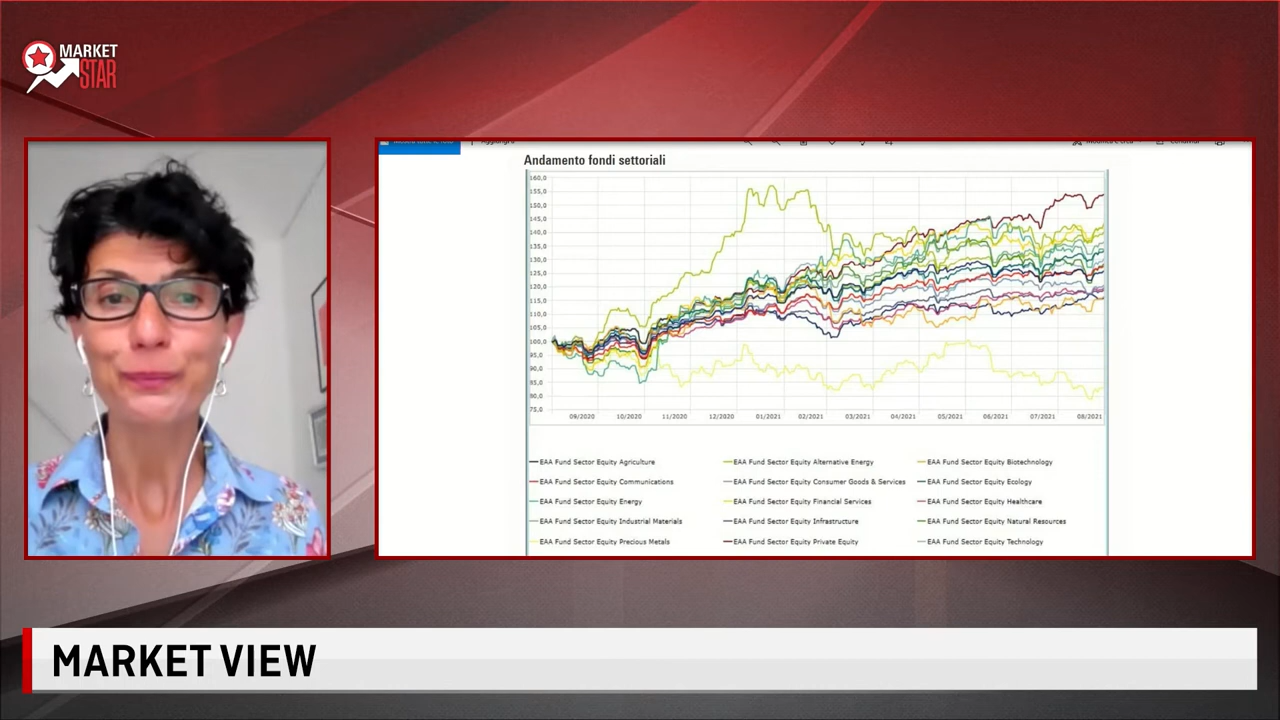 MARKET
STAR
Andamento fondi settoriali
160,0
155,0
150,0
145,0
140,0
135,0
130,0
125,0
120,0
115,0
110,0
105,0
100,0
95,0
90,0
85,0
80,0
75,0
09/2020 10/2020 11/2020 12/2020 01/2021 02/2021 03/2021 04/2021 05/2021 06/2021 07/2021 08/2021
EAA Fund Sector Equity Agriculture EAA Fund Sector Equity Alternative Energy EAA Fund Sector Equity Biotechnology
EAA Fund Sector Equity Communications EAA Fund Sector Equity Consumer Goods & Services EAA Fund Sector Equity Ecology
EAA Fund Sector Equity Energy EAA Fund Sector Equity Financial Services EAA Fund Sector Equity Healthcare
EAA Fund Sector Equity Industrial Materials EAA Fund Sector Equity Infrastructure EAA Fund Sector Equity Natural Resources
EAA Fund Sector Equity Precious Metals EAA Fund Sector Equity Private Equity EAA Fund Sector Equity Technology
MARKET VIEW